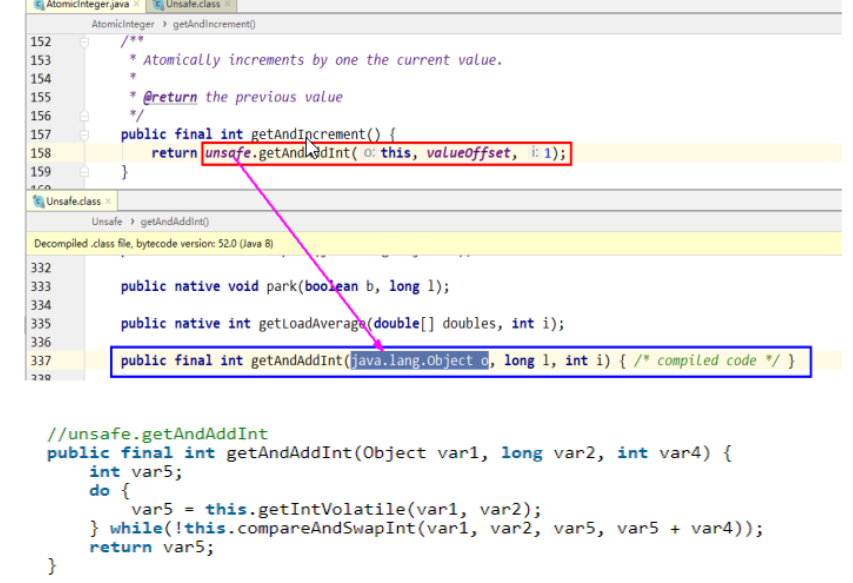 AtomicInteger.java × Unsafe.class ×
AtomicInteger › getAndIncrement()
152 /**
153 * Atomically increments by one the current value.
154 *
155 * @return the previous value
156 */
157 public final int getAndIncrement() {
158 return unsafe.getAndAddInt( o: this, valueOffset, i: 1);
159 }
Unsafe.class ×
Unsafe › getAndAddInt()
Decompiled .class file, bytecode version: 52.0 (Java 8)
332
333 public native void park(boolean b, long l);
334
335 public native int getLoadAverage(double[] doubles, int i);
336
337 public final int getAndAddInt(java.lang.Object o, long l, int i) { /* compiled code */ }
338
//unsafe.getAndAddInt
public final int getAndAddInt(Object var1, long var2, int var4) {
int var5;
do {
var5 = this.getIntVolatile(var1, var2);
} while(!this.compareAndSwapInt(var1, var2, var5, var5 + var4));
return var5;
}